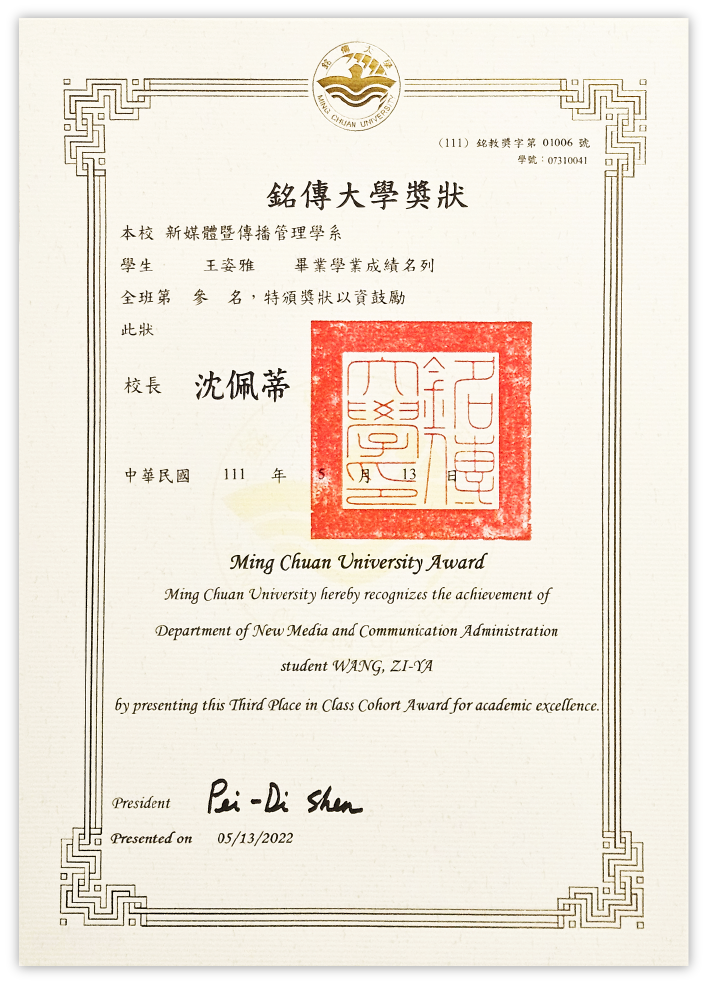 銘傳大學
MING CHUAN UNIVERSITY
(111) 銘教獎字第 01006 號
學號：07310041
銘傳大學獎狀
本校 新媒體暨傳播管理學系
學生 王姿雅 畢業學業成績名列
全班第 參 名，特頒獎狀以資鼓勵
此狀
校長 沈佩蒂
銘傳大學印
中華民國 111 年 5 月 13 日
Ming Chuan University Award
Ming Chuan University hereby recognizes the achievement of
Department of New Media and Communication Administration
student WANG, ZI-YA
by presenting this Third Place in Class Cohort Award for academic excellence.
President Pei-Di Shen
Presented on 05/13/2022